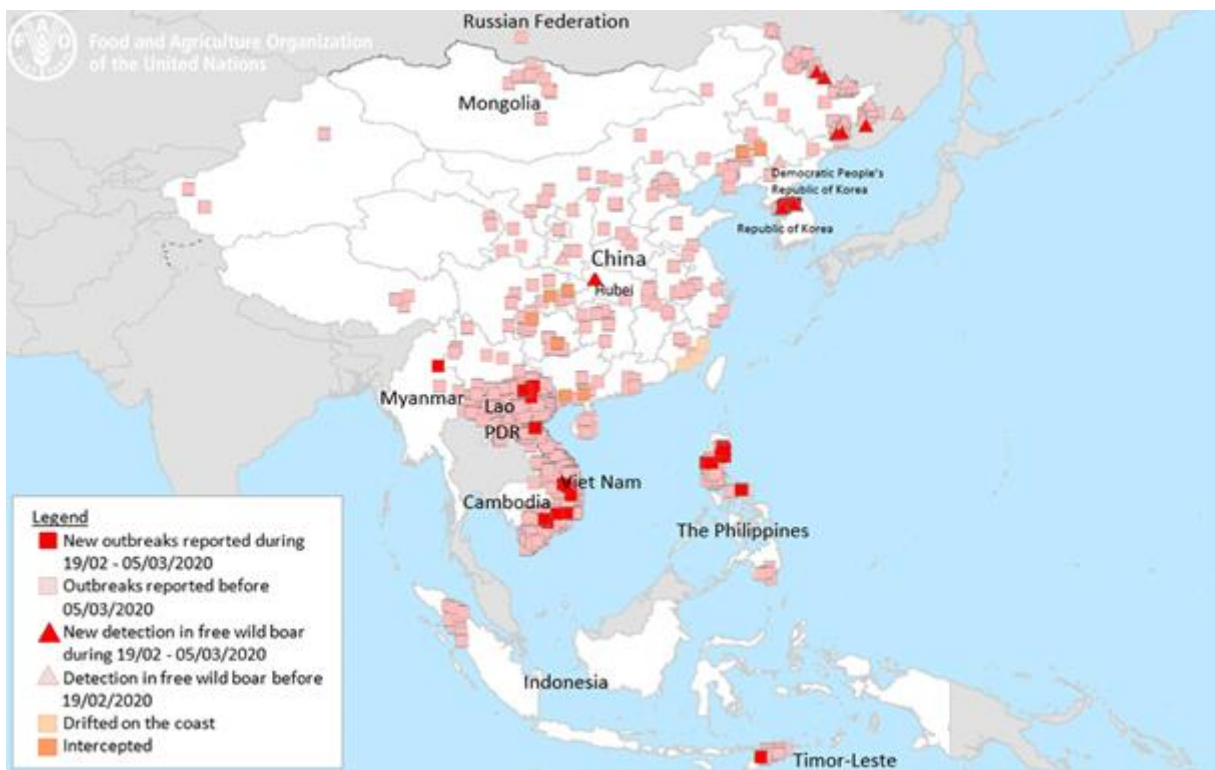 Russian Federation
Food and Agriculture Organization
of the United Nations
Mongolia
Democratic People's
Republic of Korea
Republic of Korea
China
Hubei
Myanmar
Lao
PDR
Viet Nam
Cambodia
The Philippines
Indonesia
Timor-Leste
Legend
New outbreaks reported during
19/02 - 05/03/2020
Outbreaks reported before
05/03/2020
New detection in free wild boar
during 19/02 - 05/03/2020
Detection in free wild boar before
19/02/2020
Drifted on the coast
Intercepted